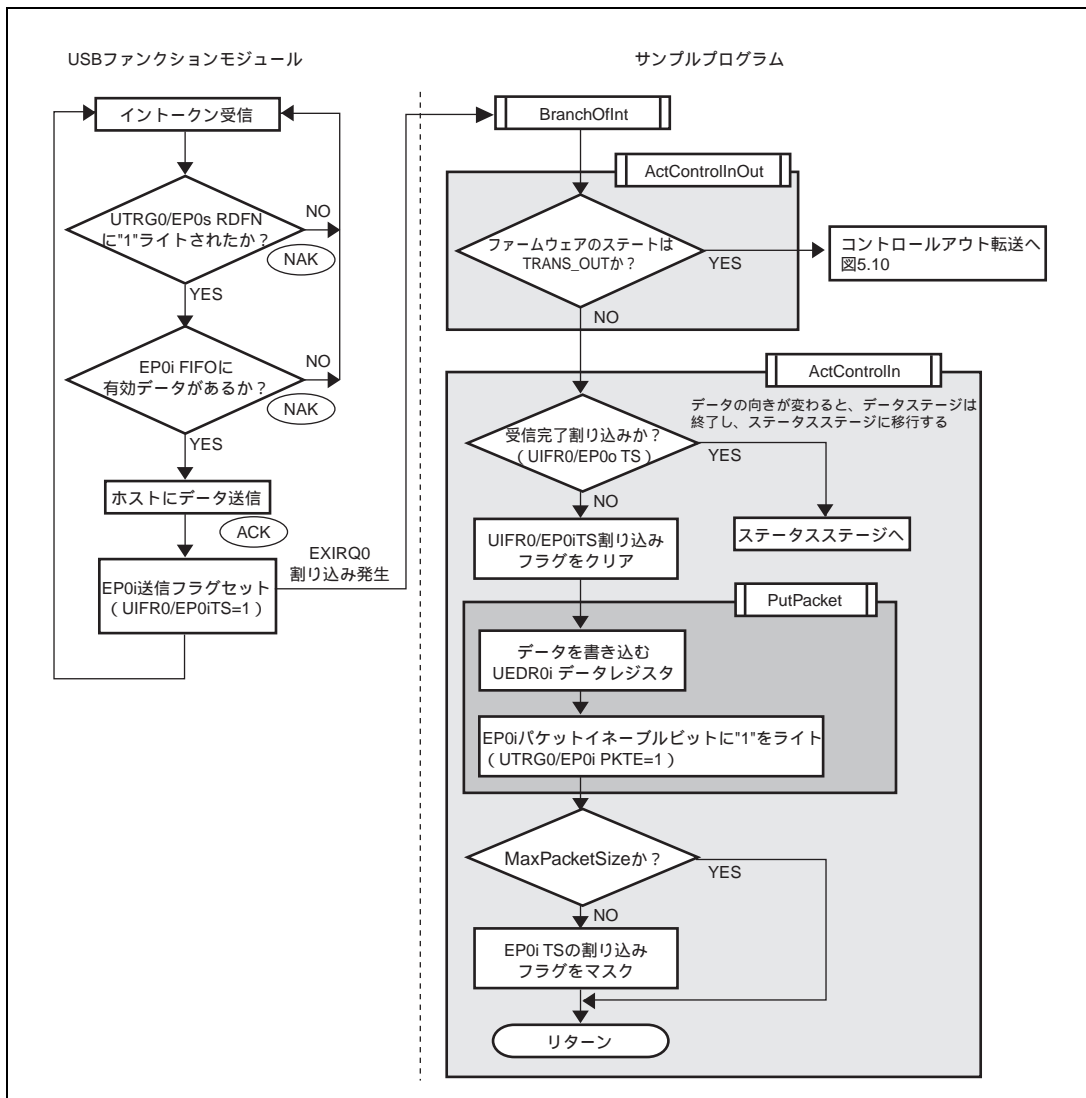 USBファンクションモジュール
イントークン受信
UTRG0/EP0s RDFN
に"1"ライトされたか?
NO
NAK
YES
EP0i FIFOに
有効データがあるか?
NO
NAK
YES
ホストにデータ送信
ACK
EP0i送信フラグセット
(UIFR0/EP0iTS=1)
EXIRQ0
割り込み発生
サンプルプログラム
BranchOfInt
ActControlInOut
ファームウェアのステートは
TRANS_OUTか?
YES
コントロールアウト転送へ
図5.10
NO
ActControlIn
データの向きが変わると、データステージは
終了し、ステータスステージに移行する
受信完了割り込みか?
(UIFR0/EP0o TS)
YES
ステータスステージへ
NO
UIFR0/EP0iTS割り込み
フラグをクリア
PutPacket
データを書き込む
UEDR0i データレジスタ
EP0iパケットイネーブルビットに"1"をライト
(UTRG0/EP0i PKTE=1)
MaxPacketSizeか?
YES
NO
EP0i TSの割り込み
フラグをマスク
リターン